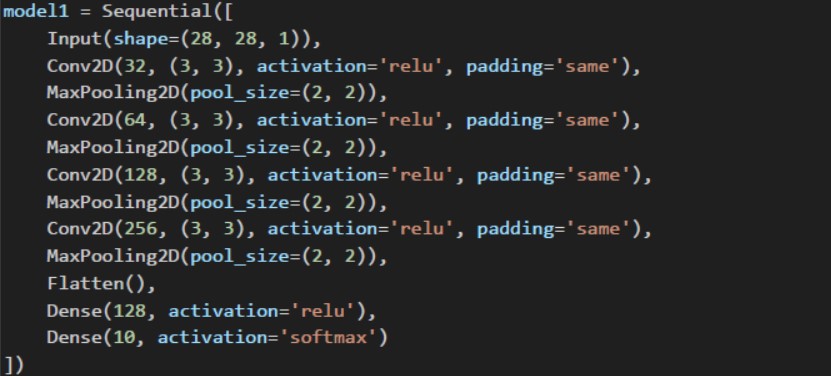 model1 = Sequential([
    Input(shape=(28, 28, 1)),
    Conv2D(32, (3, 3), activation='relu', padding='same'),
    MaxPooling2D(pool_size=(2, 2)),
    Conv2D(64, (3, 3), activation='relu', padding='same'),
    MaxPooling2D(pool_size=(2, 2)),
    Conv2D(128, (3, 3), activation='relu', padding='same'),
    MaxPooling2D(pool_size=(2, 2)),
    Conv2D(256, (3, 3), activation='relu', padding='same'),
    MaxPooling2D(pool_size=(2, 2)),
    Flatten(),
    Dense(128, activation='relu'),
    Dense(10, activation='softmax')
])